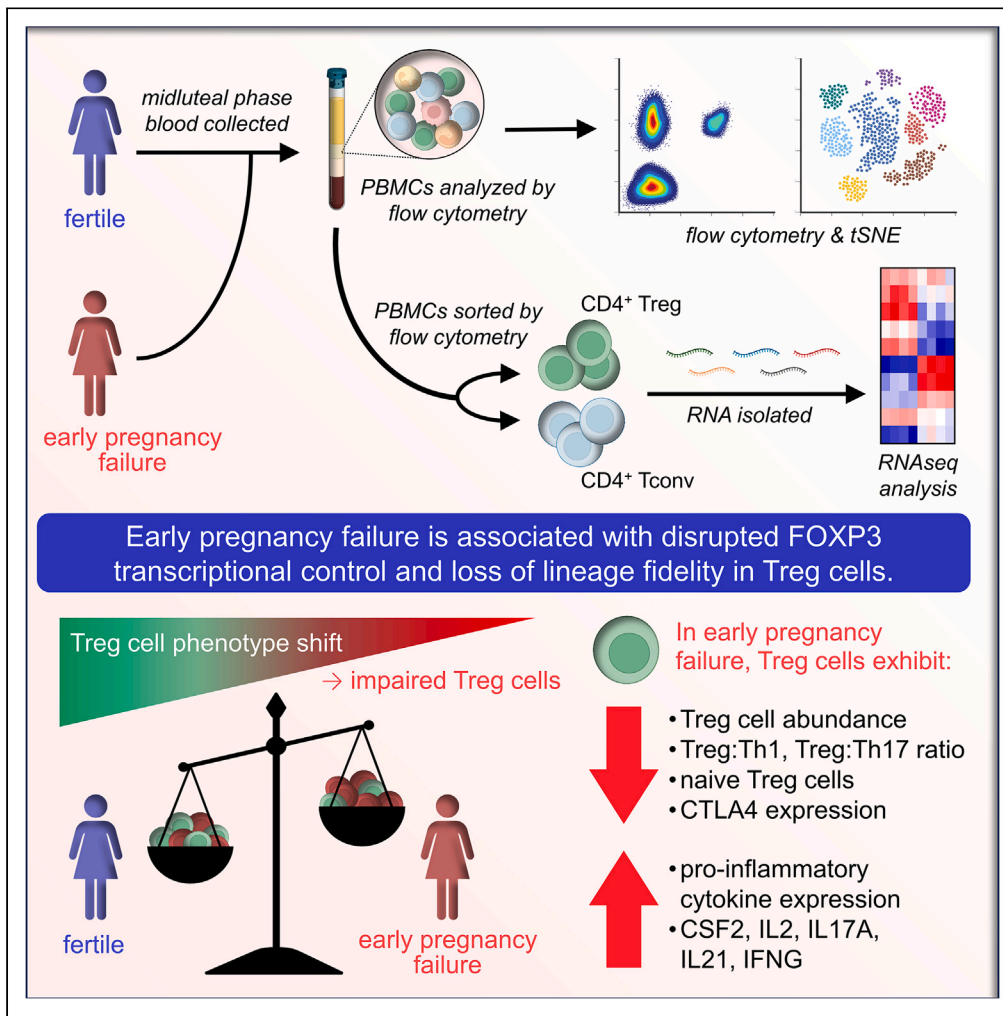 midluteal phase
blood collected
fertile
early pregnancy
failure
PBMCs analyzed by
flow cytometry
flow cytometry & tSNE
PBMCs sorted by
flow cytometry
CD4⁺ Treg
CD4⁺ Tconv
RNA isolated
RNAseq
analysis
Early pregnancy failure is associated with disrupted FOXP3
transcriptional control and loss of lineage fidelity in Treg cells.
Treg cell phenotype shift
→ impaired Treg cells
fertile
early pregnancy
failure
In early pregnancy
failure, Treg cells exhibit:
•Treg cell abundance
•Treg:Th1, Treg:Th17 ratio
•naive Treg cells
•CTLA4 expression
•pro-inflammatory
cytokine expression
•CSF2, IL2, IL17A,
IL21, IFNG